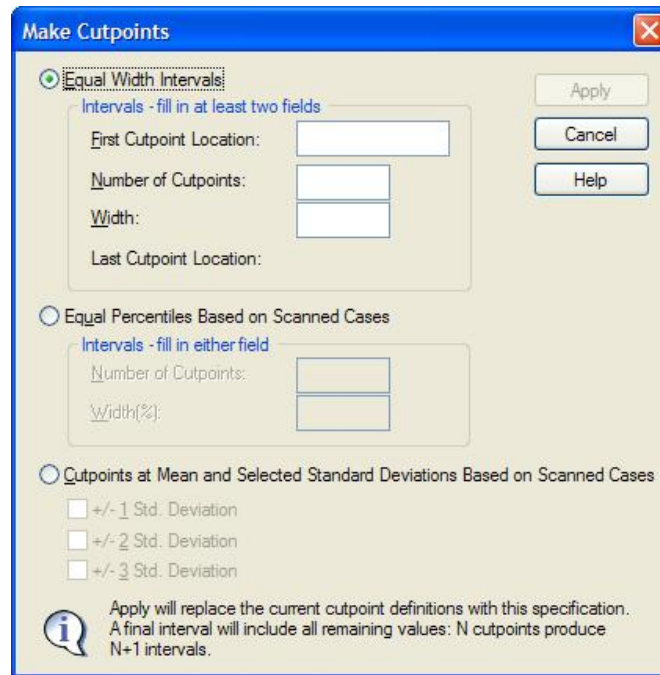 Make Cutpoints
Equal Width Intervals
Intervals - fill in at least two fields
First Cutpoint Location:
Number of Cutpoints:
Width:
Last Cutpoint Location:
Apply
Cancel
Help
Equal Percentiles Based on Scanned Cases
Intervals - fill in either field
Number of Cutpoints:
Width(%):
Cutpoints at Mean and Selected Standard Deviations Based on Scanned Cases
+/- 1 Std. Deviation
+/- 2 Std. Deviation
+/- 3 Std. Deviation
Apply will replace the current cutpoint definitions with this specification.
A final interval will include all remaining values: N cutpoints produce
N+1 intervals.